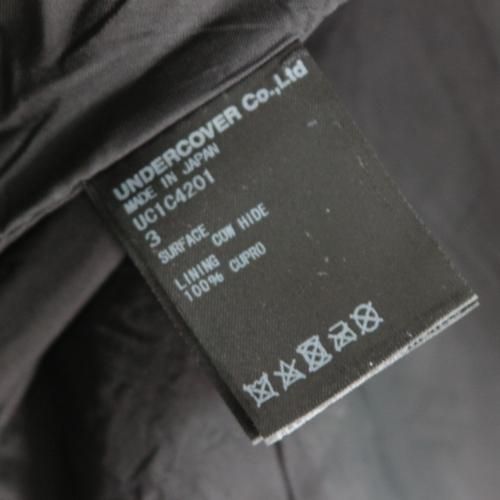 UNDERCOVER Co.,Ltd
MADE IN JAPAN
UC1C4201
3
SURFACE COW HIDE
LINING
100% CUPRO